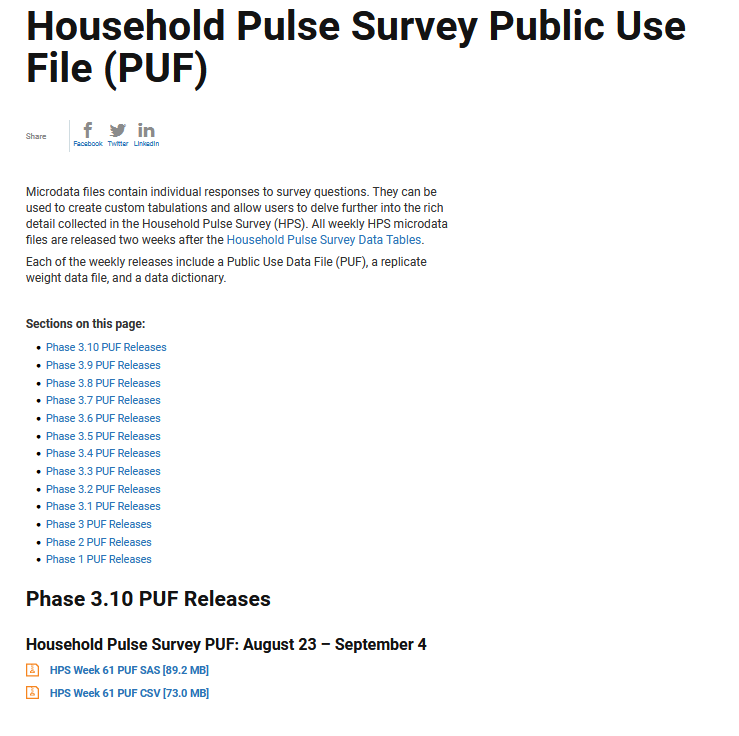 Household Pulse Survey Public Use
File (PUF)
Share
Facebook Twitter LinkedIn
Microdata files contain individual responses to survey questions. They can be
used to create custom tabulations and allow users to delve further into the rich
detail collected in the Household Pulse Survey (HPS). All weekly HPS microdata
files are released two weeks after the Household Pulse Survey Data Tables.
Each of the weekly releases include a Public Use Data File (PUF), a replicate
weight data file, and a data dictionary.
Sections on this page:
Phase 3.10 PUF Releases
Phase 3.9 PUF Releases
Phase 3.8 PUF Releases
Phase 3.7 PUF Releases
Phase 3.6 PUF Releases
Phase 3.5 PUF Releases
Phase 3.4 PUF Releases
Phase 3.3 PUF Releases
Phase 3.2 PUF Releases
Phase 3.1 PUF Releases
Phase 3 PUF Releases
Phase 2 PUF Releases
Phase 1 PUF Releases
Phase 3.10 PUF Releases
Household Pulse Survey PUF: August 23 – September 4
HPS Week 61 PUF SAS [89.2 MB]
HPS Week 61 PUF CSV [73.0 MB]